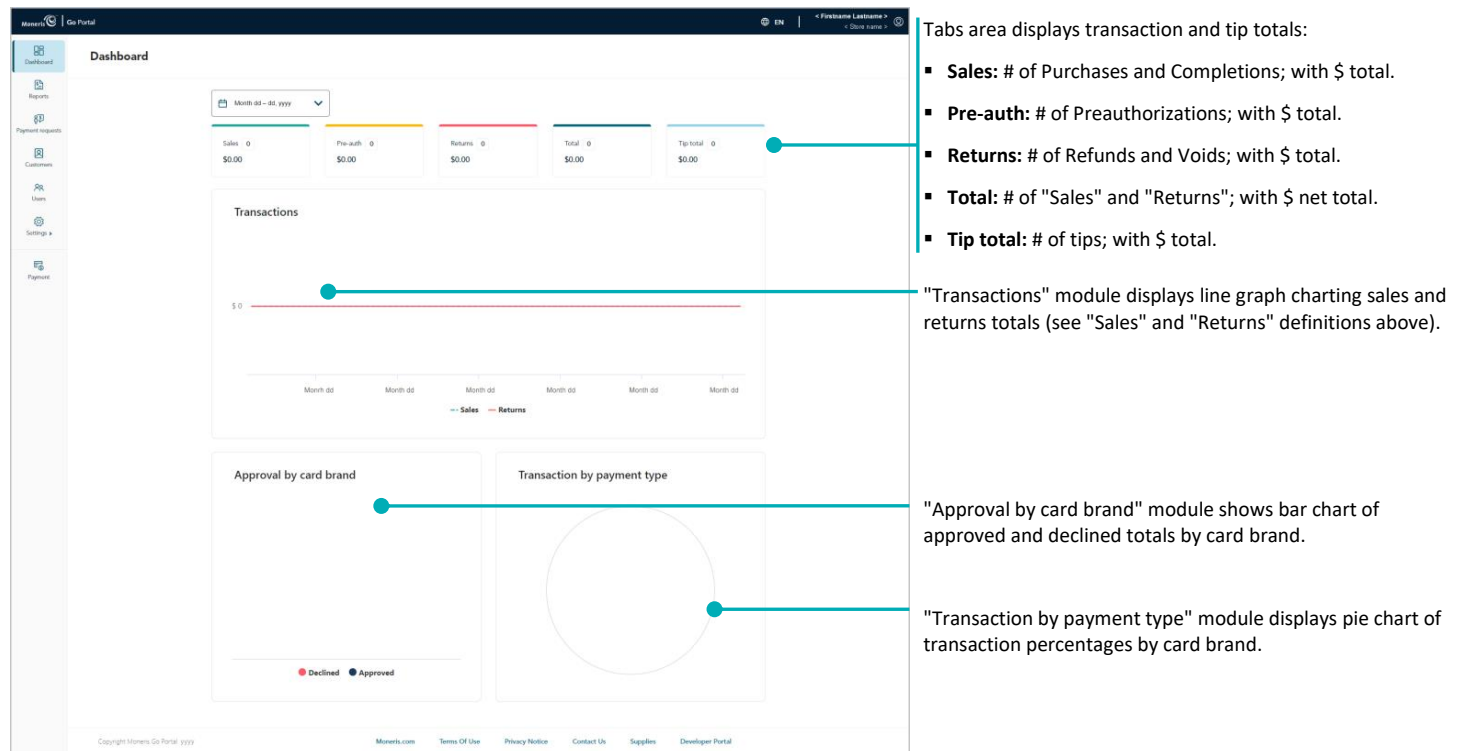 Moneris Go Portal
EN
< Firstname Lastname >
< Store name >
Dashboard
Reports
Payment requests
Customers
Users
Settings
Payment
Dashboard
Month dd – dd, yyyy
Sales 0
$0.00
Pre-auth 0
$0.00
Returns 0
$0.00
Total 0
$0.00
Tip total 0
$0.00
Transactions
$ 0
Monrh dd Month dd Month dd Month dd Month dd Month dd
Sales Returns
Approval by card brand
Declined Approved
Transaction by payment type
Copyright Moneris Go Portal yyyy
Moneris.com Terms Of Use Privacy Notice Contact Us Supplies Developer Portal
Tabs area displays transaction and tip totals:
▪ Sales: # of Purchases and Completions; with $ total.
▪ Pre-auth: # of Preauthorizations; with $ total.
▪ Returns: # of Refunds and Voids; with $ total.
▪ Total: # of "Sales" and "Returns"; with $ net total.
▪ Tip total: # of tips; with $ total.
"Transactions" module displays line graph charting sales and
returns totals (see "Sales" and "Returns" definitions above).
"Approval by card brand" module shows bar chart of
approved and declined totals by card brand.
"Transaction by payment type" module displays pie chart of
transaction percentages by card brand.